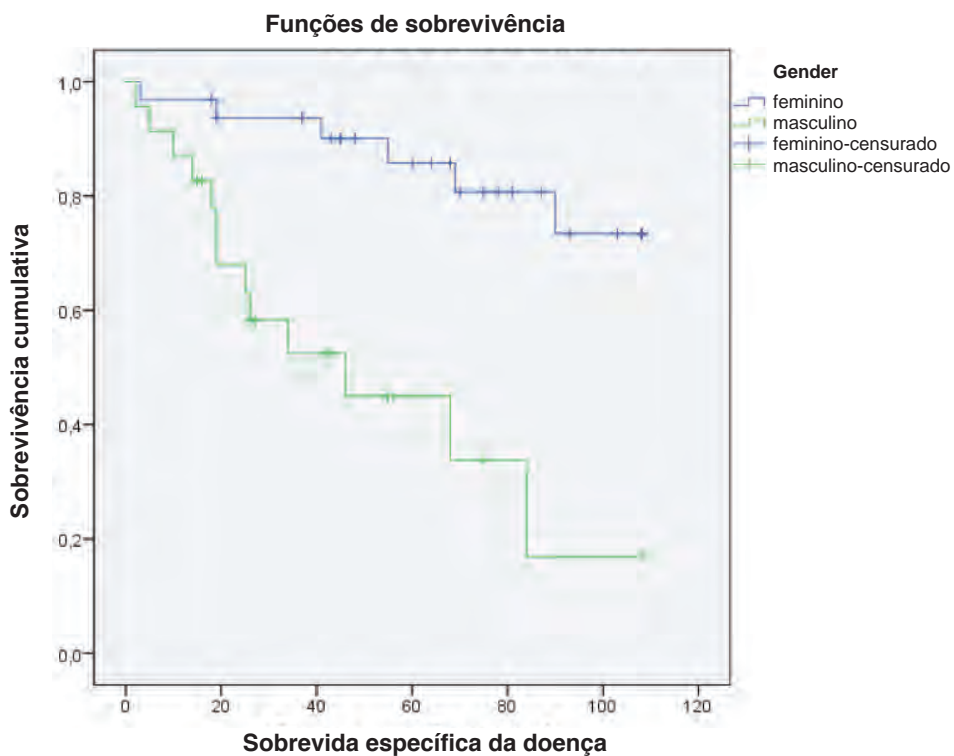 Funções de sobrevivência
Gender
feminino
masculino
feminino-censurado
masculino-censurado
Sobrevivência cumulativa
1,0
0,8
0,6
0,4
0,2
0,0
0 20 40 60 80 100 120
Sobrevida específica da doença